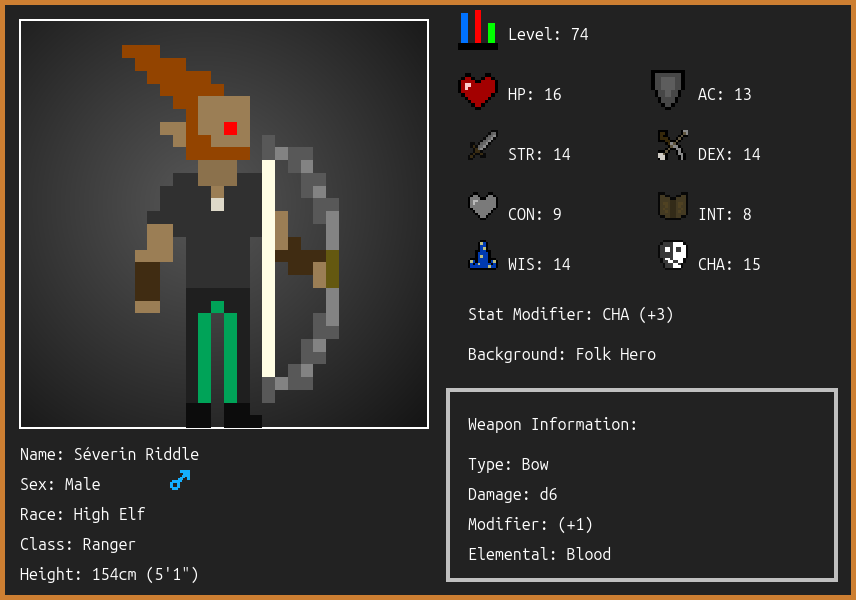 Level: 74
HP: 16
AC: 13
STR: 14
DEX: 14
CON: 9
INT: 8
WIS: 14
CHA: 15
Stat Modifier: CHA (+3)
Background: Folk Hero
Weapon Information:
Type: Bow
Damage: d6
Modifier: (+1)
Elemental: Blood
Name: Séverin Riddle
Sex: Male
Race: High Elf
Class: Ranger
Height: 154cm (5'1")